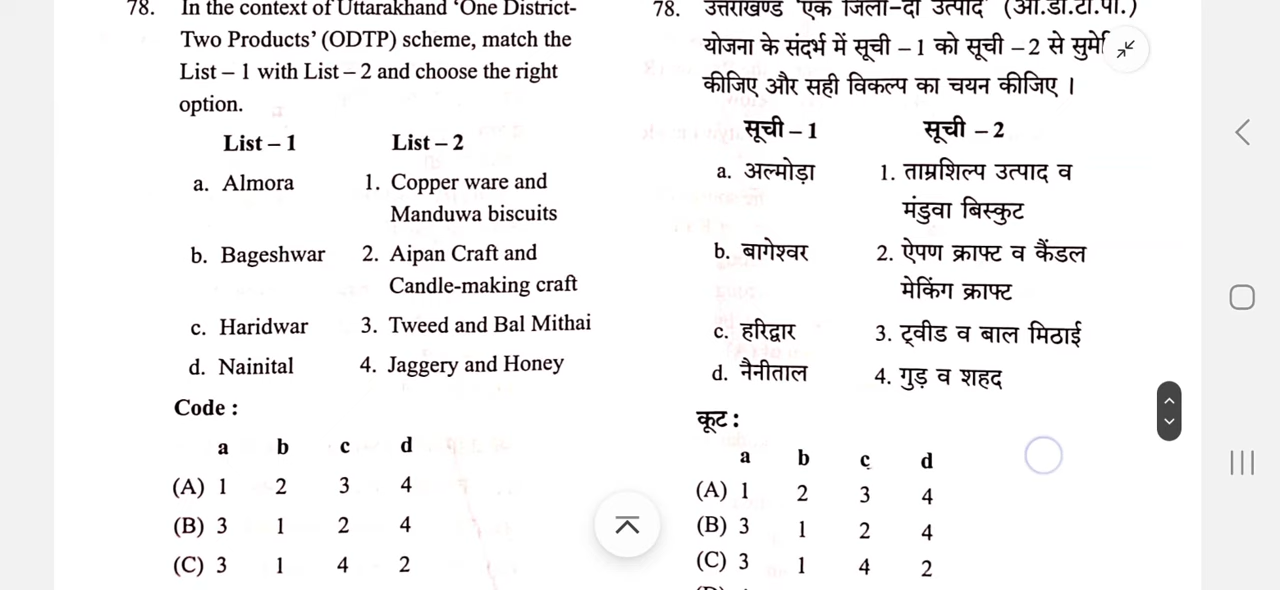 78. In the context of Uttarakhand ‘One District-
Two Products’ (ODTP) scheme, match the
List – 1 with List – 2 and choose the right
option.
List – 1 List – 2
a. Almora 1. Copper ware and
Manduwa biscuits
b. Bageshwar 2. Aipan Craft and
Candle-making craft
c. Haridwar 3. Tweed and Bal Mithai
d. Nainital 4. Jaggery and Honey
Code :
a b c d
(A) 1 2 3 4
(B) 3 1 2 4
(C) 3 1 4 2
78. उत्तराखण्ड ‘एक जिला-दो उत्पाद’ (ओ.डी.टी.पी.)
योजना के संदर्भ में सूची – 1 को सूची – 2 से
कीजिए और सही विकल्प का चयन कीजिए ।
सूची – 1 सूची – 2
a. अल्मोड़ा 1. ताम्रशिल्प उत्पाद व
मंडुवा बिस्कुट
b. बागेश्वर 2. ऐपण क्राफ्ट व कैंडल
मेकिंग क्राफ्ट
c. हरिद्वार 3. ट्वीड व बाल मिठाई
d. नैनीताल 4. गुड़ व शहद
कूट :
a b c d
(A) 1 2 3 4
(B) 3 1 2 4
(C) 3 1 4 2